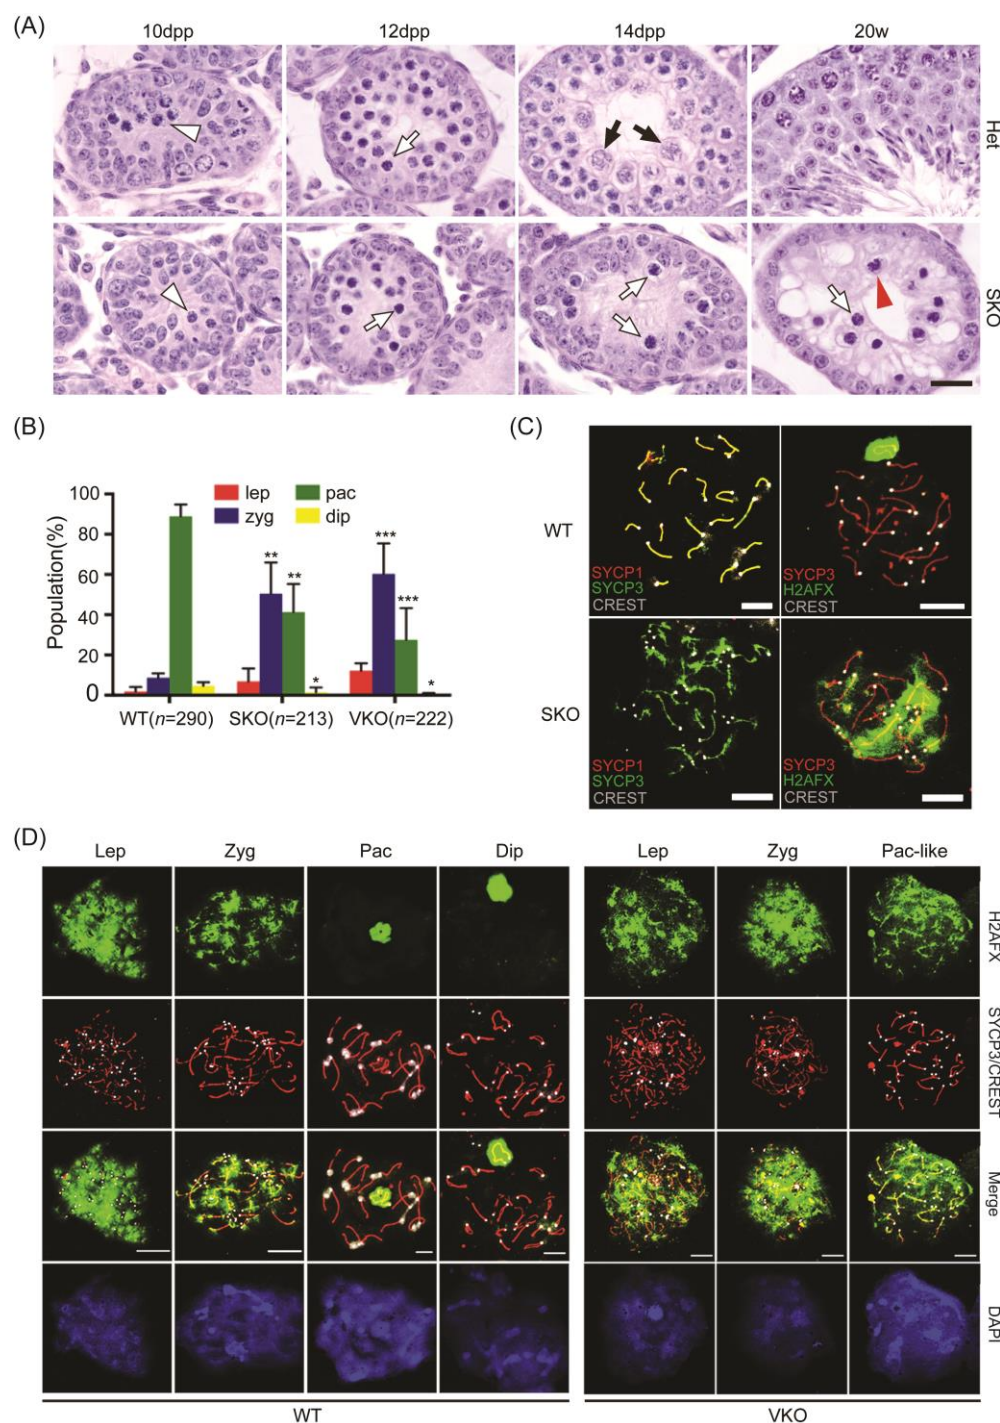 (A)
10dpp 12dpp 14dpp 20w
Het
SKO
(B)
Population(%)
100
80
60
40
20
0
lep pac
zyg dip
** ** *
*** *** *
WT(n=290) SKO(n=213) VKO(n=222)
(C)
WT
SYCP1
SYCP3
CREST
SYCP3
H2AFX
CREST
SKO
SYCP1
SYCP3
CREST
SYCP3
H2AFX
CREST
(D)
Lep Zyg Pac Dip Lep Zyg Pac-like
H2AFX
SYCP3/CREST
Merge
DAPI
WT VKO